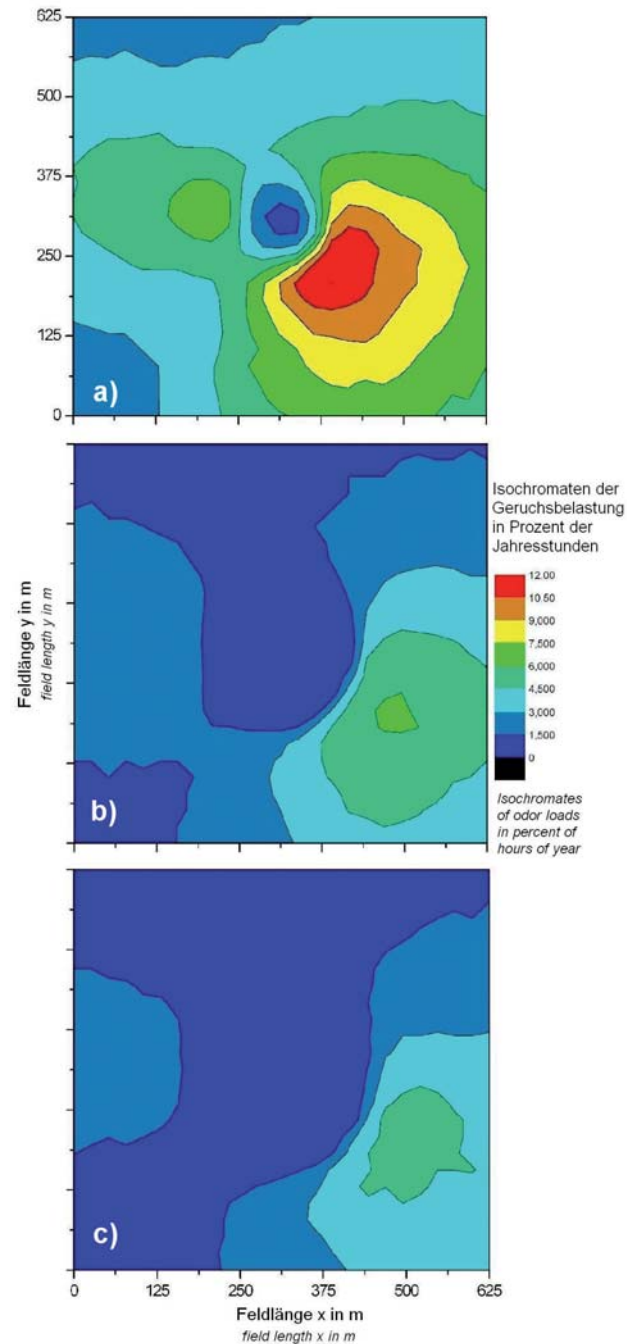 625
500
375
250
125
0
a)
b)
c)
Feldlänge y in m
field length y in m
Isochromaten der
Geruchsbelastung
in Prozent der
Jahresstunden
12.00
10.50
9,000
7,500
6,000
4,500
3,000
1,500
0
Isochromates
of odor loads
in percent of
hours of year
0 125 250 375 500 625
Feldlänge x in m
field length x in m